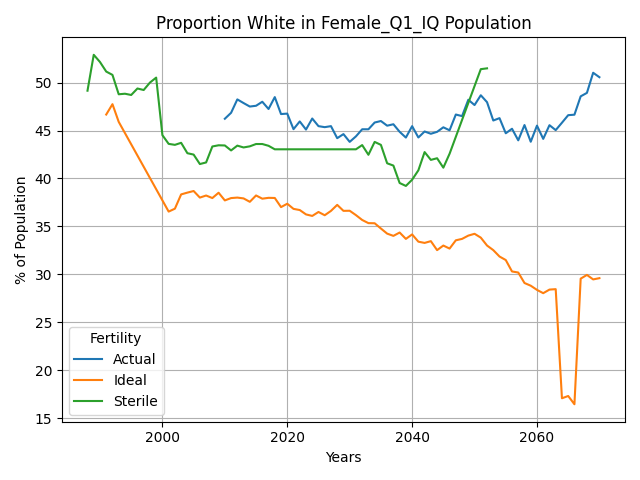 Proportion White in Female_Q1_IQ Population
% of Population
50
45
40
35
30
25
20
15
Fertility
Actual
Ideal
Sterile
2000
2020
2040
2060
Years